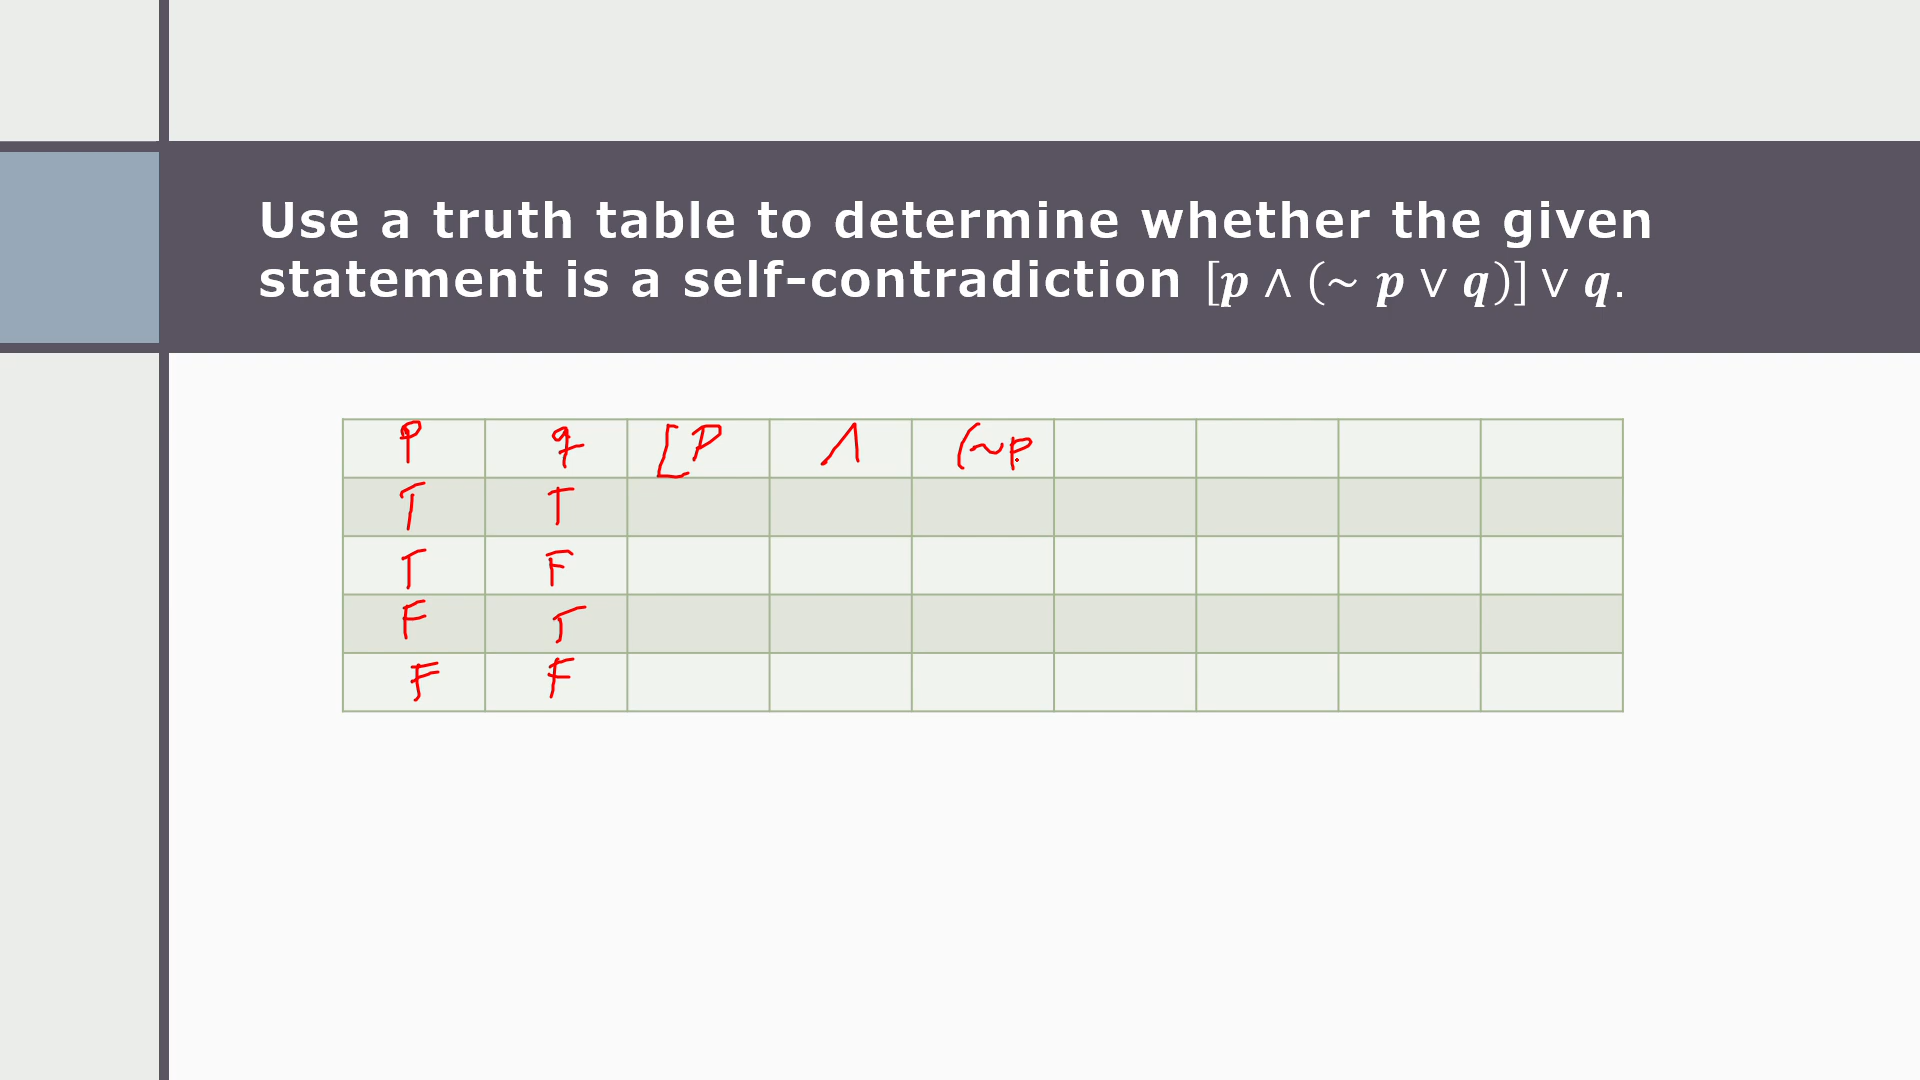 Use a truth table to determine whether the given
statement is a self-contradiction [p ∧ (~ p ∨ q)] ∨ q.
p q [P ∧ (~p
T T
T F
F T
F F